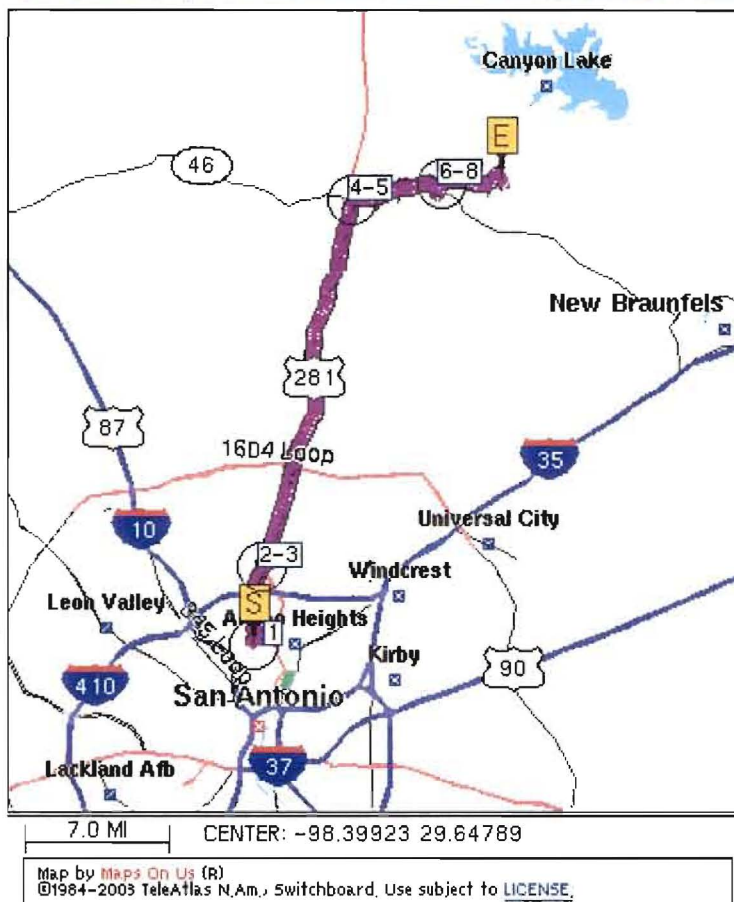 Canyon Lake
E
46
4-5
6-8
New Braunfels
281
87
1604 Loop
35
10
Universal City
2-3
Windcrest
Leon Valley
S
Heights
345 Loop
1
Kirby
90
410
San Antonio
37
Lackland Afb
7.0 MI
CENTER: -98.39923 29.64789
Map by Maps On Us (R)
©1984-2003 TeleAtlas N.Am., Switchboard. Use subject to LICENSE.